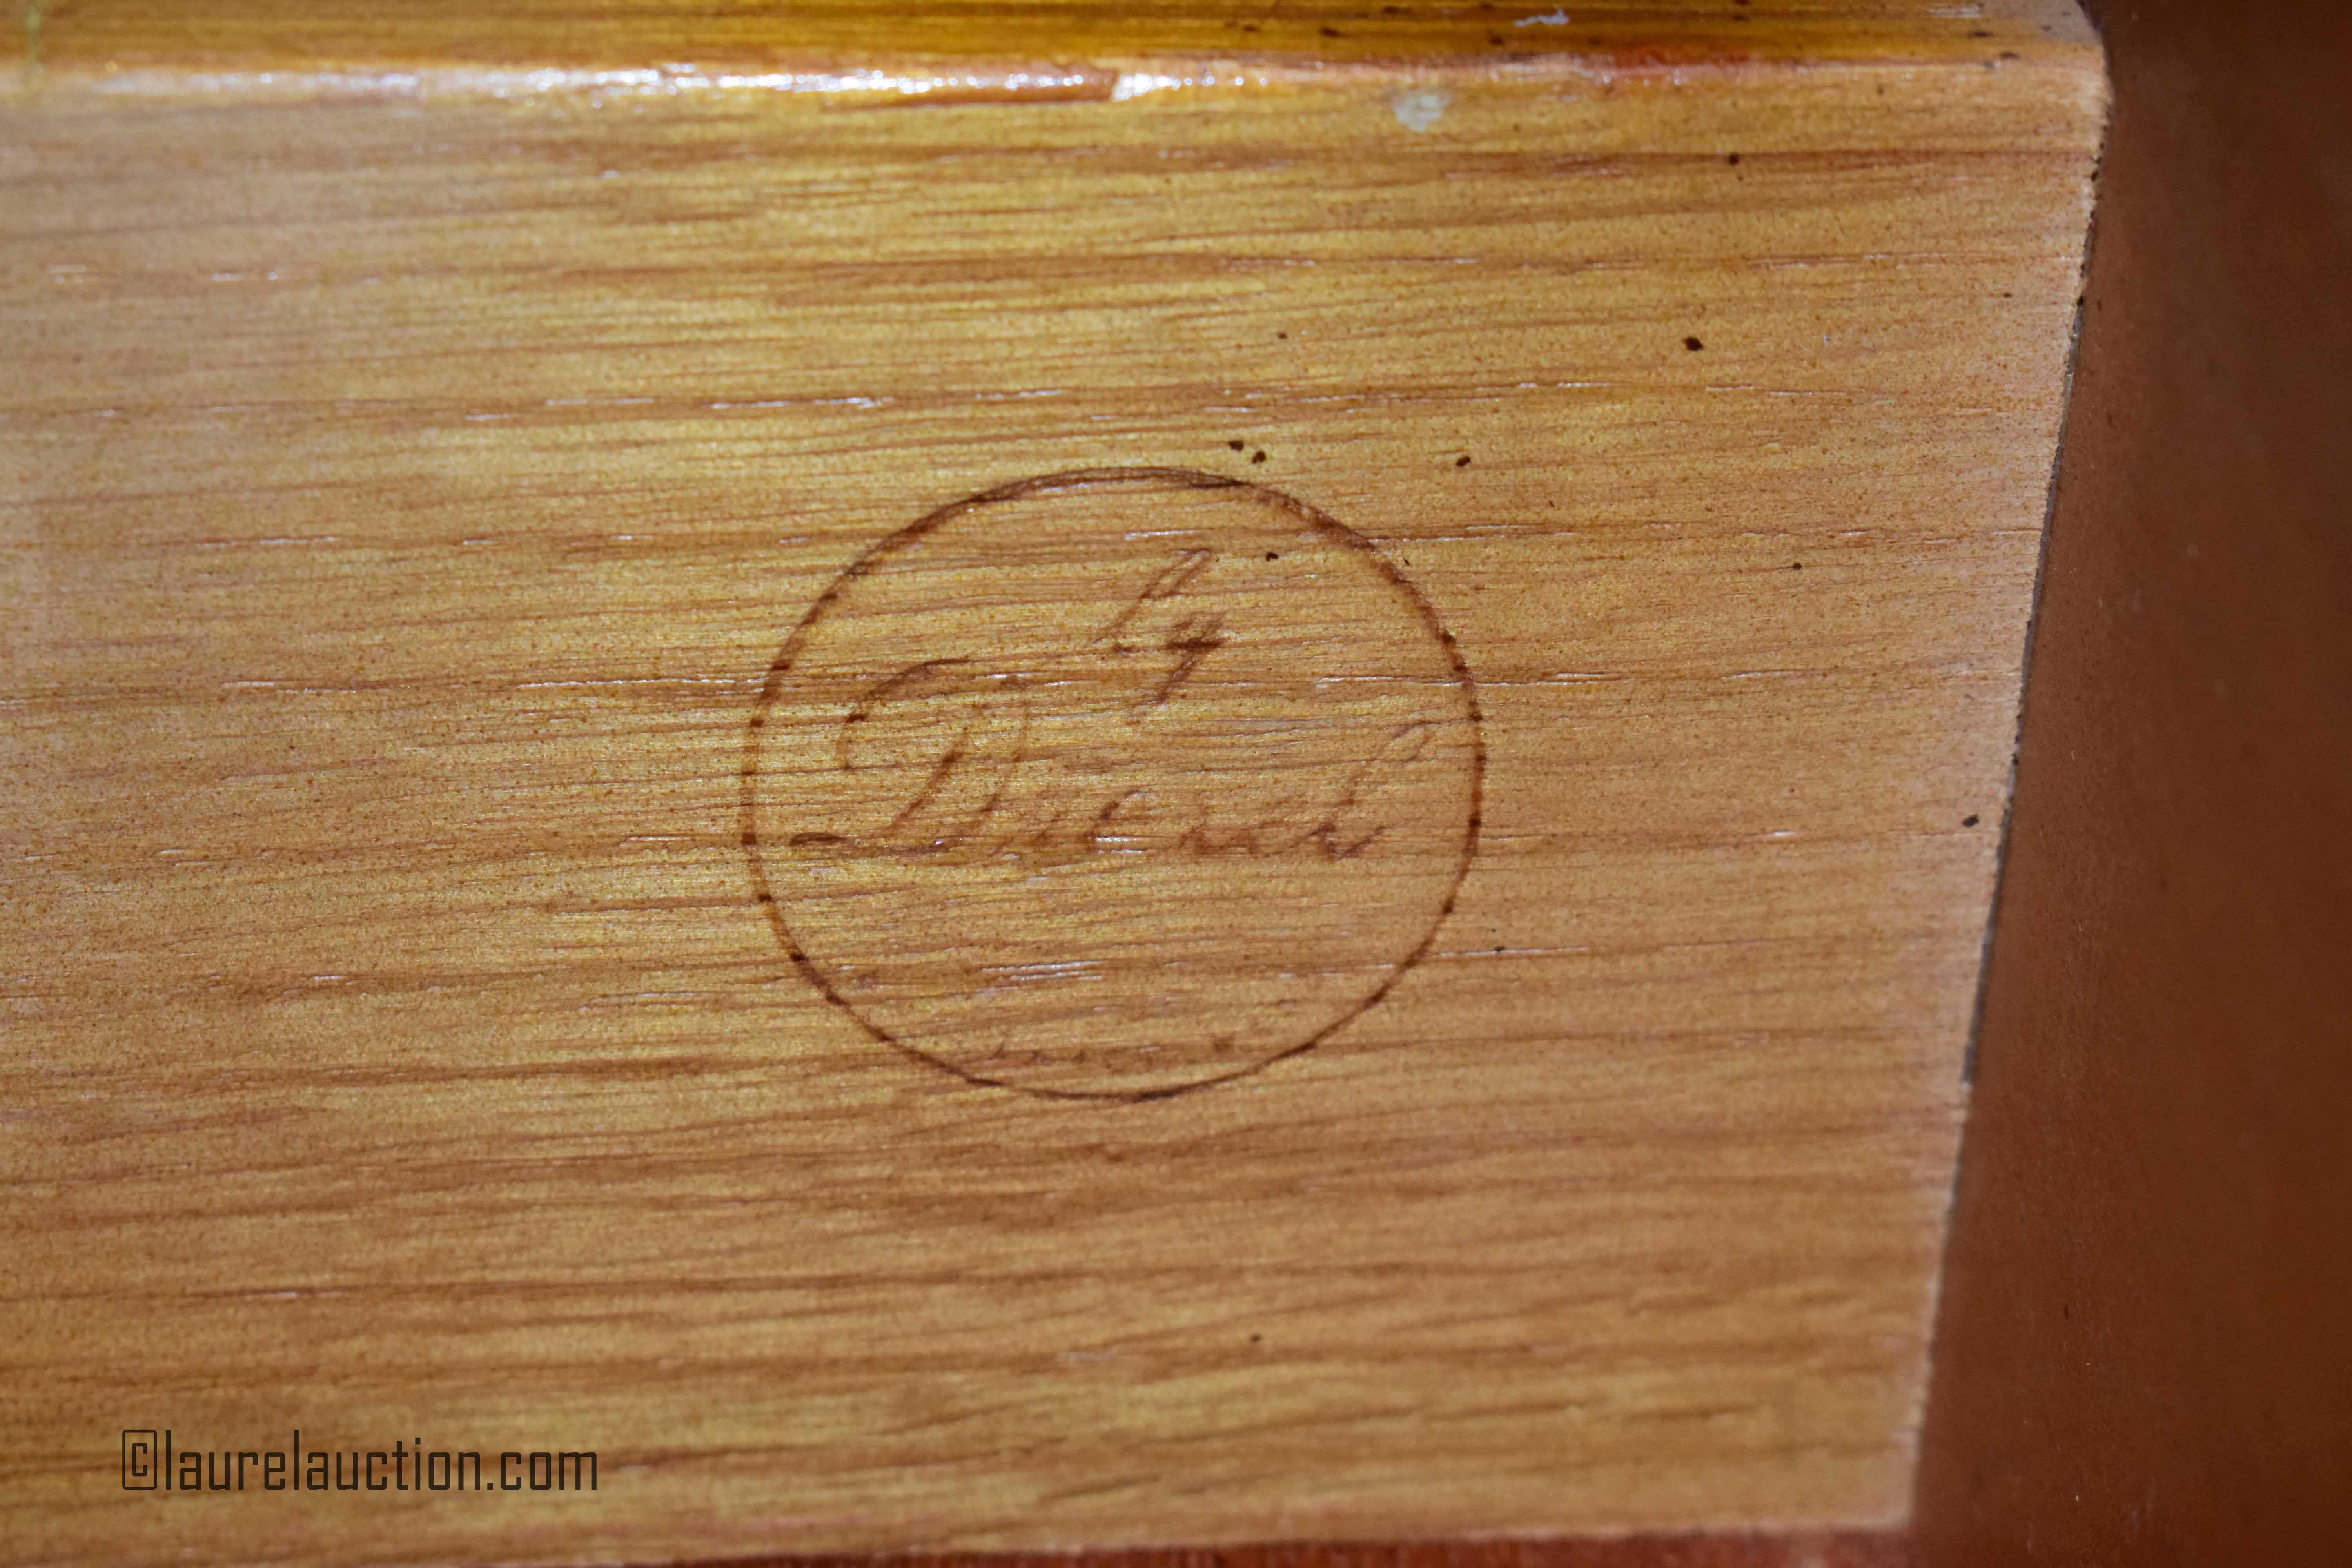 by
Drexel
©laurelauction.com